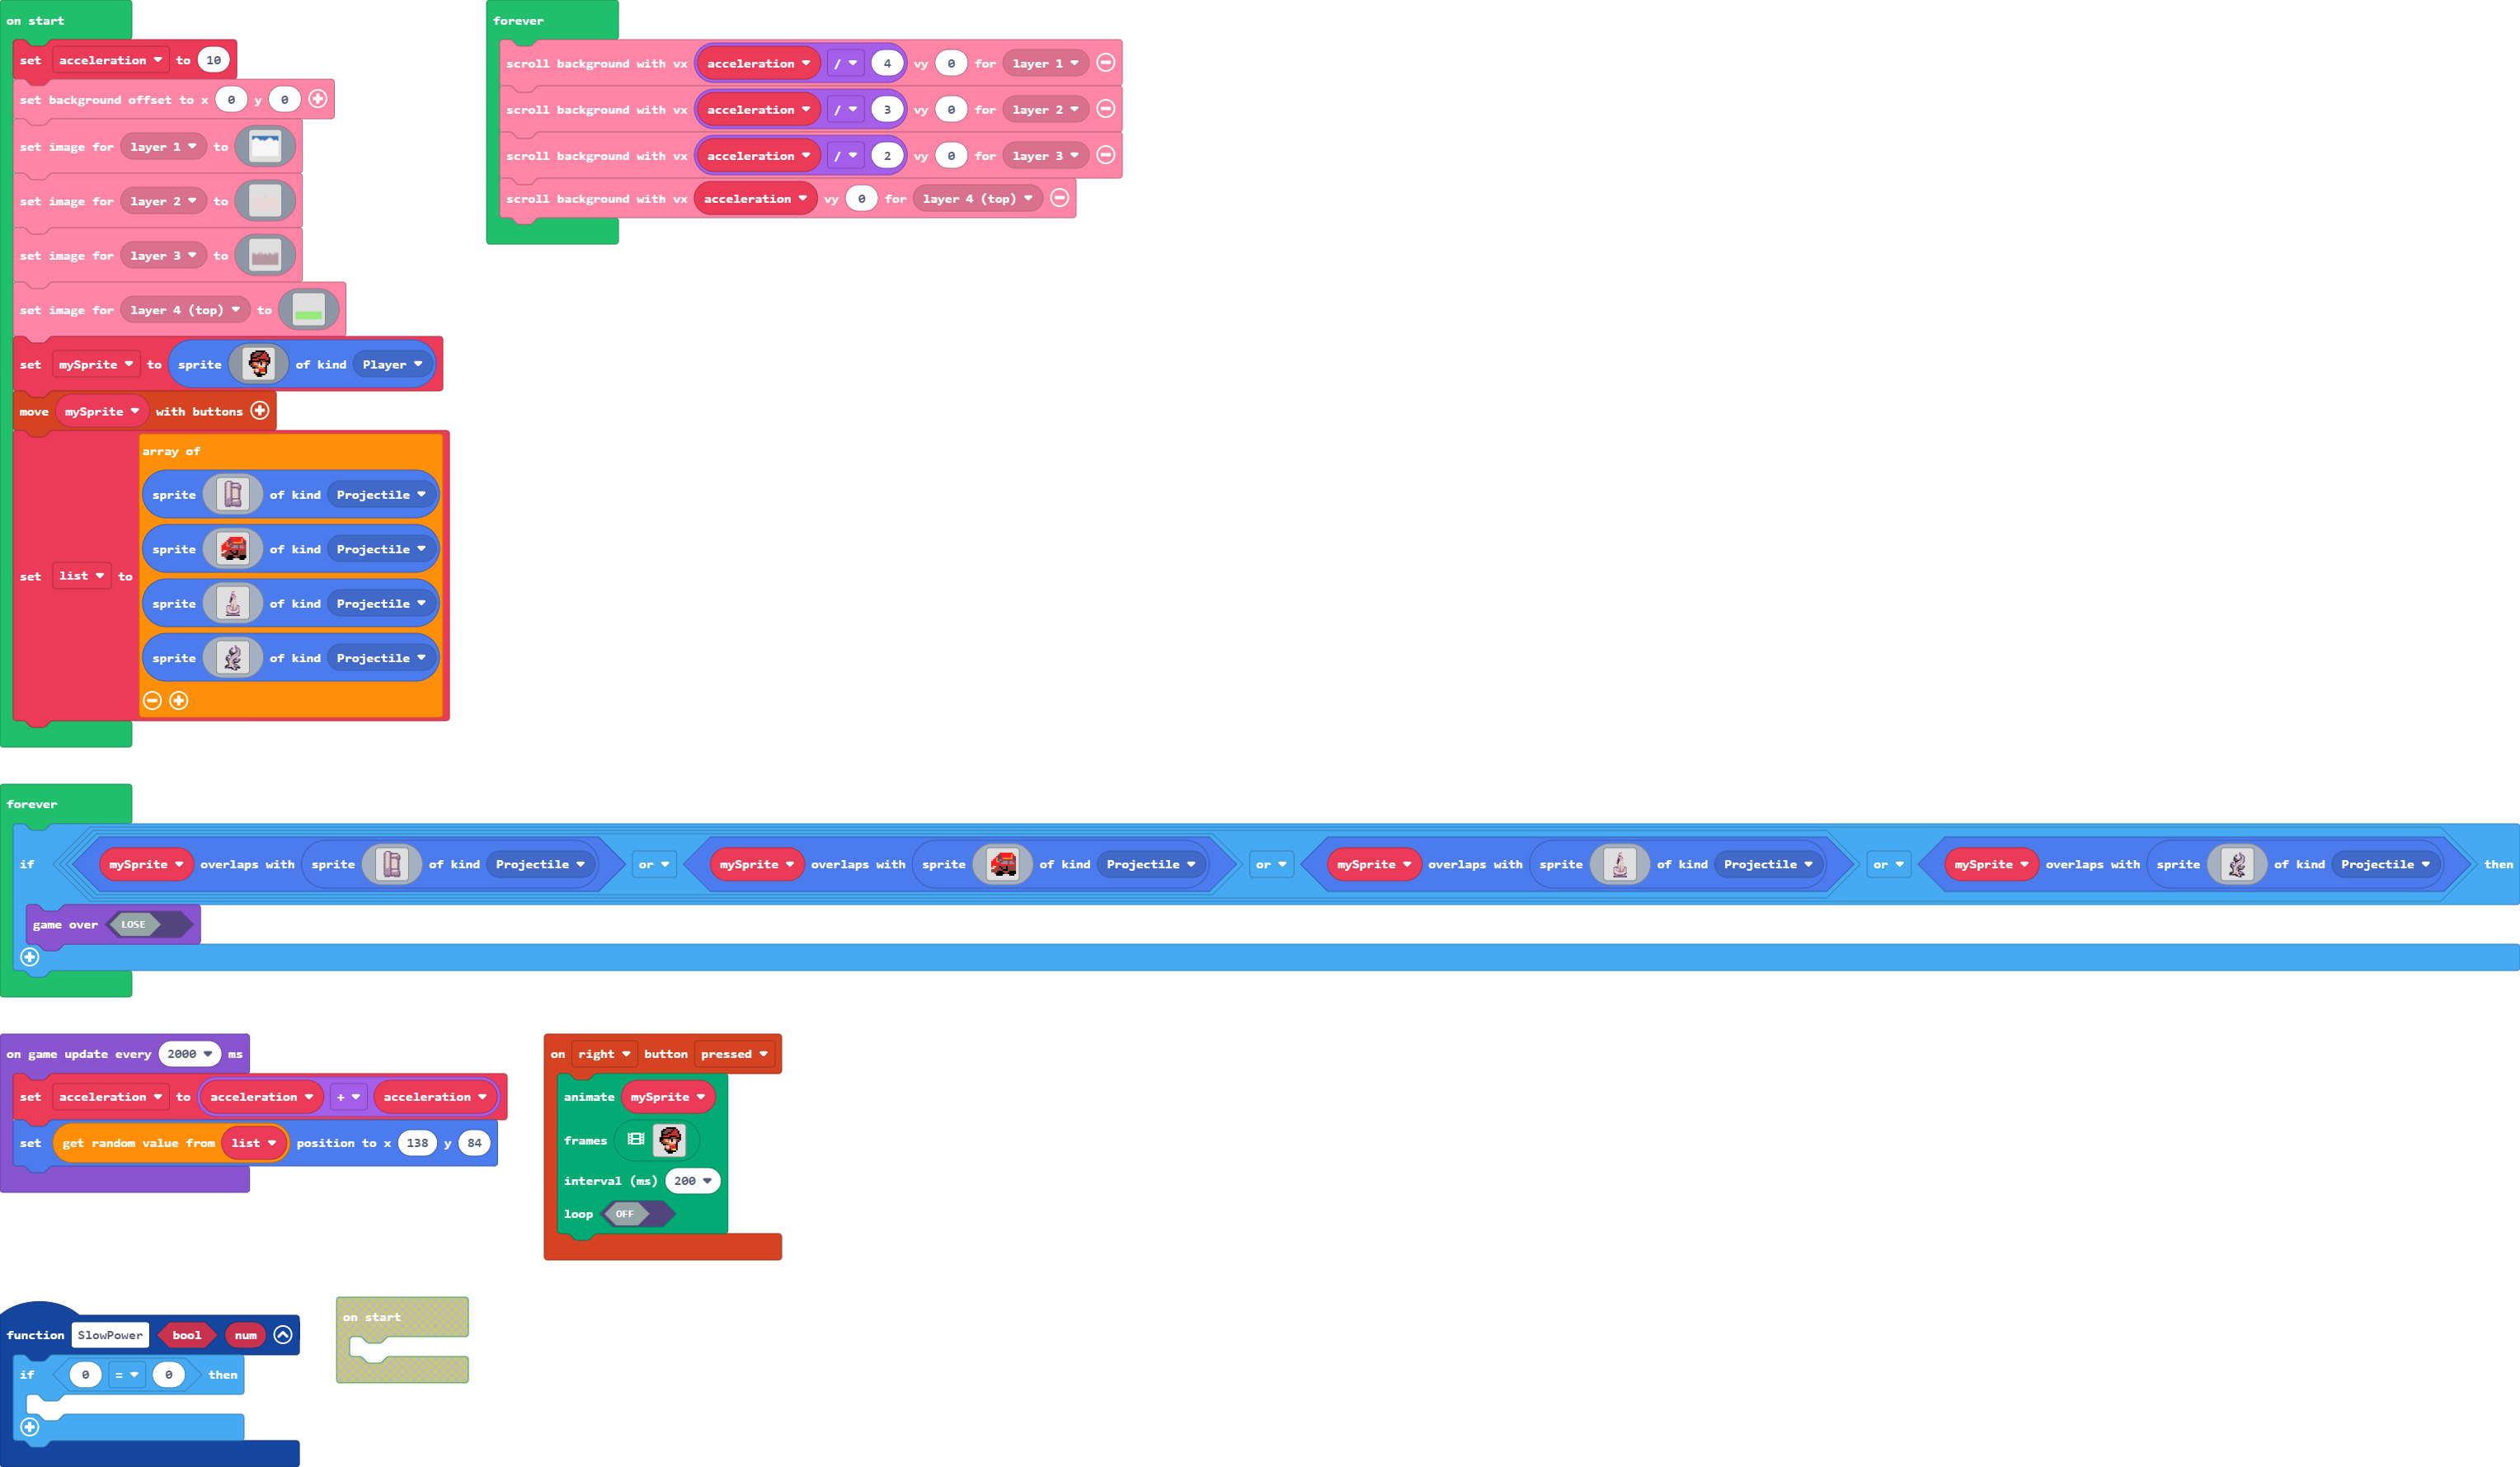 on start
set acceleration to 10
set background offset to x 0 y 0
set image for layer 1 to
set image for layer 2 to
set image for layer 3 to
set image for layer 4 (top) to
set mySprite to sprite of kind Player
move mySprite with buttons
set list to
array of
sprite of kind Projectile
sprite of kind Projectile
sprite of kind Projectile
sprite of kind Projectile
forever
scroll background with vx acceleration / 4 vy 0 for layer 1
scroll background with vx acceleration / 3 vy 0 for layer 2
scroll background with vx acceleration / 2 vy 0 for layer 3
scroll background with vx acceleration vy 0 for layer 4 (top)
forever
if mySprite overlaps with sprite of kind Projectile or mySprite overlaps with sprite of kind Projectile or mySprite overlaps with sprite of kind Projectile or mySprite overlaps with sprite of kind Projectile then
game over LOSE
on game update every 2000 ms
set acceleration to acceleration + acceleration
set get random value from list position to x 138 y 84
on right button pressed
animate mySprite
frames
interval (ms) 200
loop OFF
function SlowPower bool num
if 0 = 0 then
on start